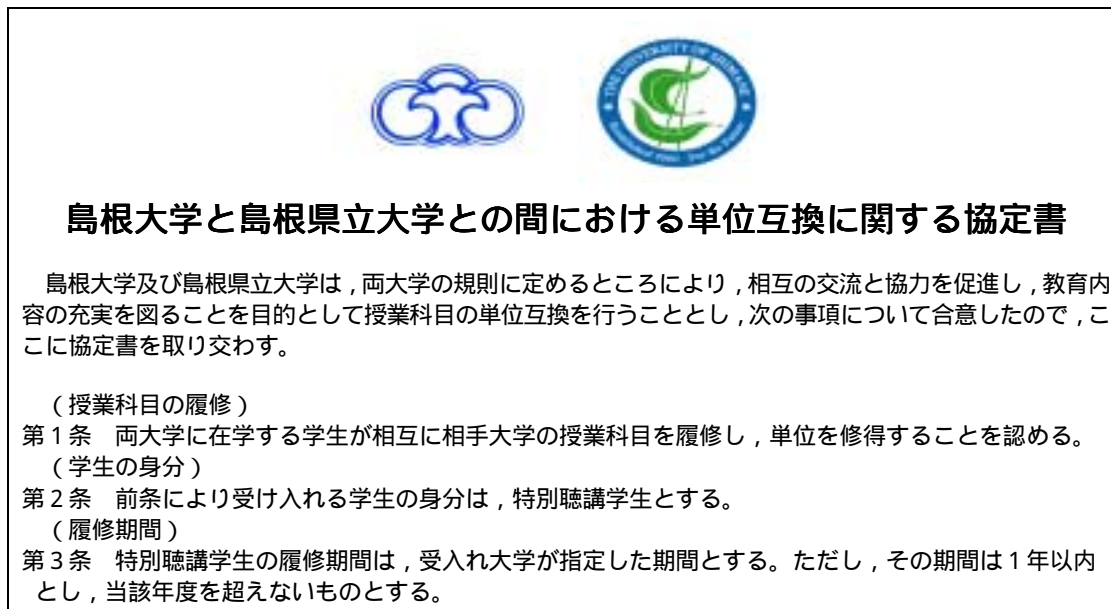 THE UNIVERSITY OF SHIMANE
島根大学と島根県立大学との間における単位互換に関する協定書
島根大学及び島根県立大学は,両大学の規則に定めるところにより,相互の交流と協力を促進し,教育内
容の充実を図ることを目的として授業科目の単位互換を行うこととし,次の事項について合意したので,こ
こに協定書を取り交わす。
(授業科目の履修)
第1条 両大学に在学する学生が相互に相手大学の授業科目を履修し,単位を修得することを認める。
(学生の身分)
第2条 前条により受け入れる学生の身分は,特別聴講学生とする。
(履修期間)
第3条 特別聴講学生の履修期間は,受入れ大学が指定した期間とする。ただし,その期間は1年以内
とし,当該年度を超えないものとする。